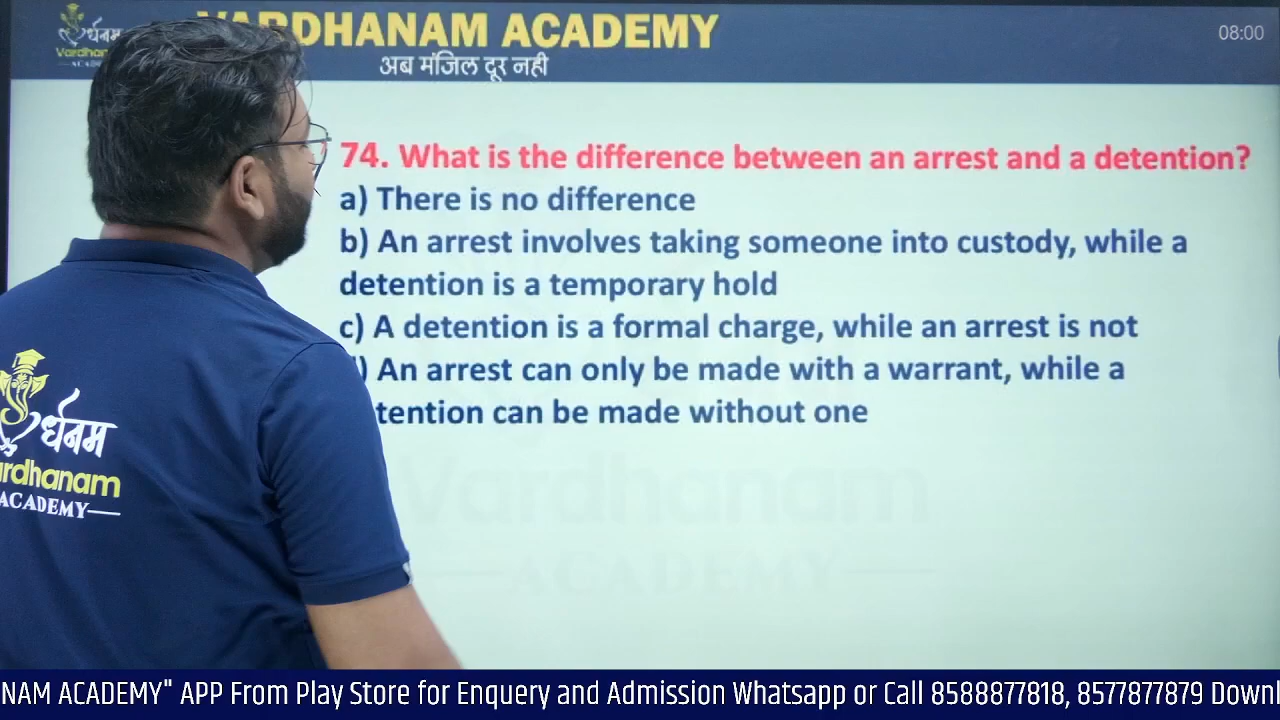 VARDHANAM ACADEMY
अब मंजिल दूर नही
08:00
74. What is the difference between an arrest and a detention?
a) There is no difference
b) An arrest involves taking someone into custody, while a
detention is a temporary hold
c) A detention is a formal charge, while an arrest is not
) An arrest can only be made with a warrant, while a
tention can be made without one
Vardhanam
ACADEMY
र्धनम
ardhanam
ACADEMY
NAM ACADEMY" APP From Play Store for Enquery and Admission Whatsapp or Call 8588877818, 8577877879 Downl